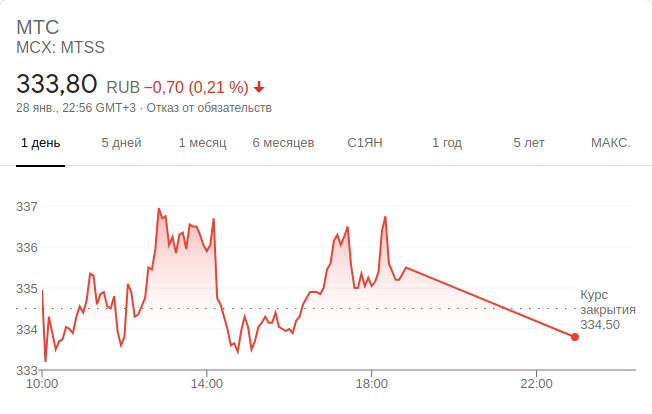 МТС
MCX: MTSS
333,80 RUB −0,70 (0,21 %)
28 янв., 22:56 GMT+3 · Отказ от обязательств
1 день 5 дней 1 месяц 6 месяцев С1ЯН 1 год 5 лет МАКС.
337
336
335
334
333
Курс
закрытия
334,50
10:00 14:00 18:00 22:00